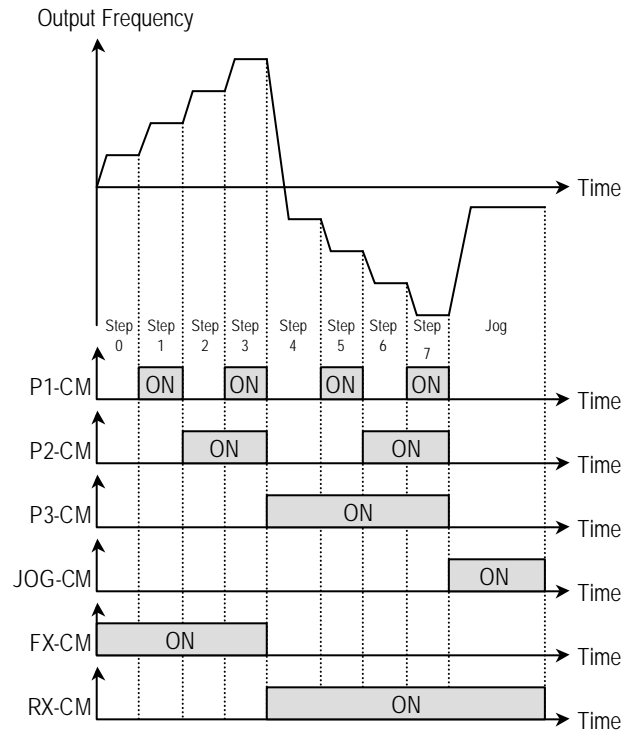 Output Frequency
Time
Step 0
Step 1
Step 2
Step 3
Step 4
Step 5
Step 6
Step 7
Jog
P1-CM
ON
ON
ON
ON
Time
P2-CM
ON
ON
Time
P3-CM
ON
Time
JOG-CM
ON
Time
FX-CM
ON
Time
RX-CM
ON
Time